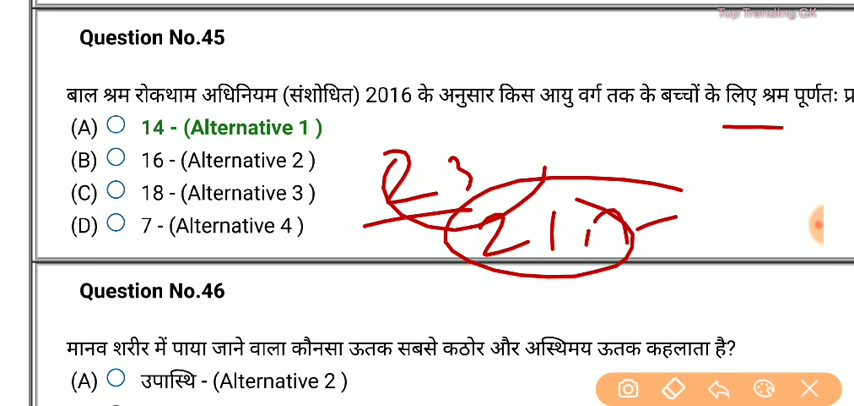 Top Trending GK
Question No.45
बाल श्रम रोकथाम अधिनियम (संशोधित) 2016 के अनुसार किस आयु वर्ग तक के बच्चों के लिए श्रम पूर्णतः प्र
(A) 14 - (Alternative 1 )
(B) 16 - (Alternative 2 )
(C) 18 - (Alternative 3 )
(D) 7 - (Alternative 4 )
Question No.46
मानव शरीर में पाया जाने वाला कौनसा ऊतक सबसे कठोर और अस्थिमय ऊतक कहलाता है?
(A) उपास्थि - (Alternative 2 )